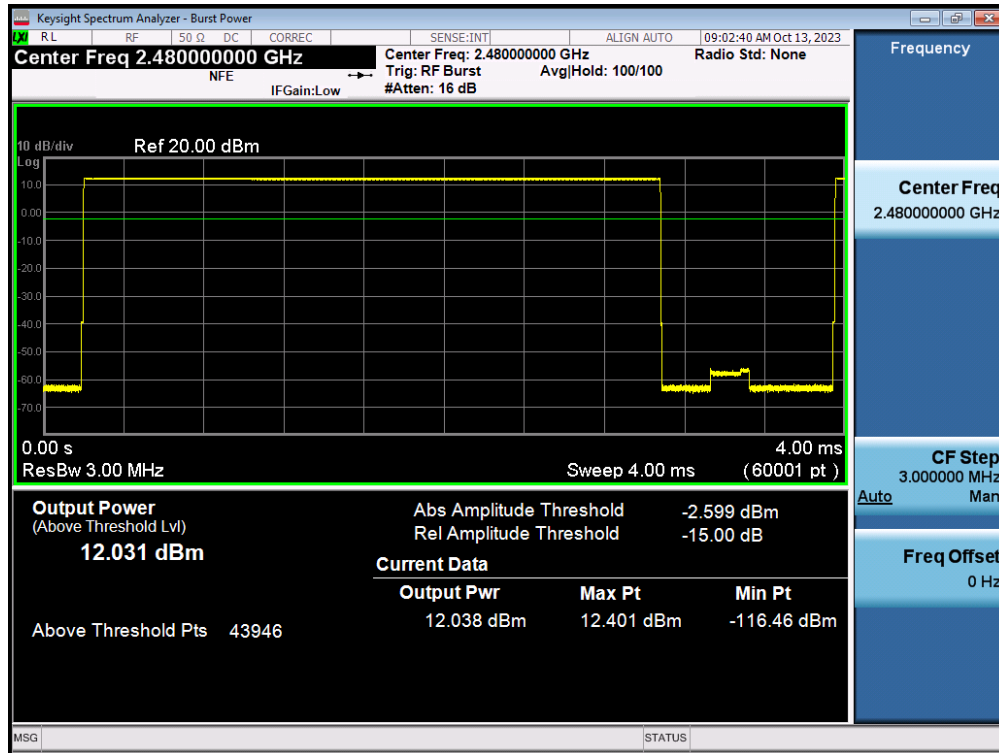 Keysight Spectrum Analyzer - Burst Power
LXI RL RF 50 Ω DC CORREC SENSE:INT ALIGN AUTO 09:02:40 AM Oct 13, 2023
Center Freq 2.480000000 GHz
NFE
IFGain:Low
Center Freq: 2.480000000 GHz
Trig: RF Burst Avg|Hold: 100/100
#Atten: 16 dB
Radio Std: None
10 dB/div Ref 20.00 dBm
Log
10.0
0.00
-10.0
-20.0
-30.0
-40.0
-50.0
-60.0
-70.0
0.00 s 4.00 ms
ResBw 3.00 MHz Sweep 4.00 ms (60001 pt)
Output Power
(Above Threshold Lvl)
12.031 dBm
Above Threshold Pts 43946
Abs Amplitude Threshold -2.599 dBm
Rel Amplitude Threshold -15.00 dB
Current Data
Output Pwr Max Pt Min Pt
12.038 dBm 12.401 dBm -116.46 dBm
Frequency
Center Freq
2.480000000 GHz
CF Step
3.000000 MHz
Auto Man
Freq Offset
0 Hz
MSG STATUS